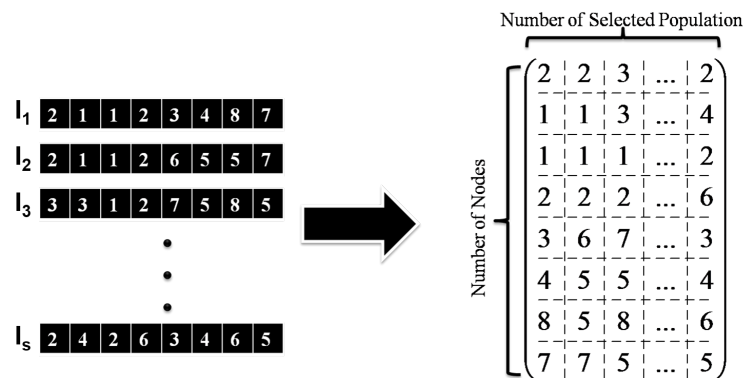 Number of Selected Population
I1 2 1 1 2 3 4 8 7
I2 2 1 1 2 6 5 5 7
I3 3 3 1 2 7 5 8 5
Is 2 4 2 6 3 4 6 5
Number of Nodes
2 2 3 ... 2
1 1 3 ... 4
1 1 1 ... 2
2 2 2 ... 6
3 6 7 ... 3
4 5 5 ... 4
8 5 8 ... 6
7 7 5 ... 5